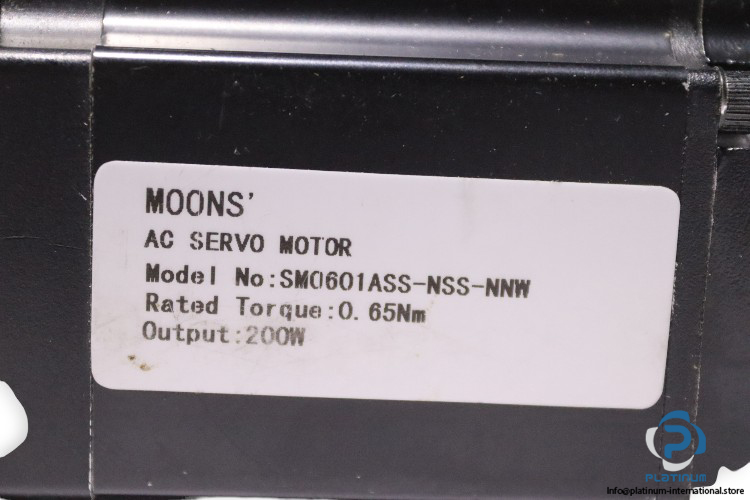 MOONS'
AC SERVO MOTOR
Model No:SM0601ASS-NSS-NNW
Rated Torque:0.65Nm
Output:200W
PLATINUM
Info@platinum-international.store